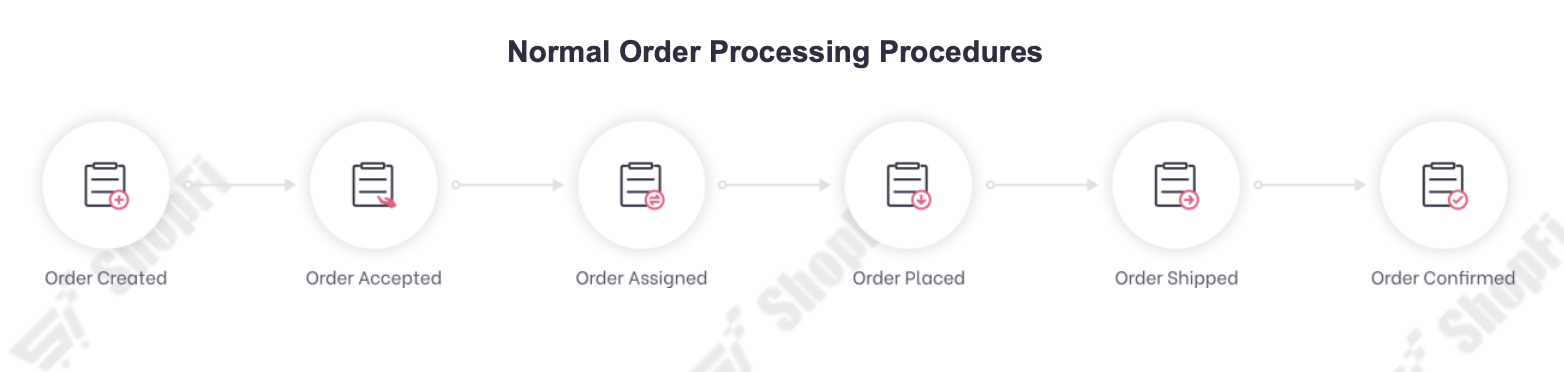 Normal Order Processing Procedures
Order Created
Order Accepted
Order Assigned
Order Placed
Order Shipped
Order Confirmed
ShopFi
ShopFi
ShopFi